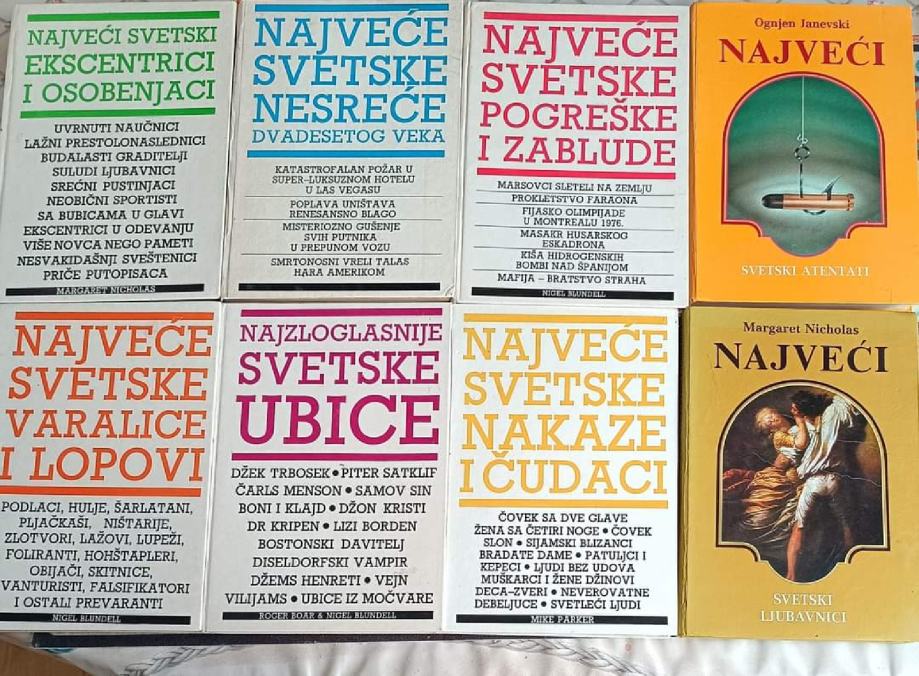 NAJVEĆI SVETSKI
EKSCENTRICI
I OSOBENJACI
UVRNUTI NAUČNICI
LAŽNI PRESTOLONASLEDNICI
BUDALASTI GRADITELJI
SULUDI LJUBAVNICI
SREĆNI PUSTINJACI
NEOBIČNI SPORTISTI
SA BUBICAMA U GLAVI
EKSCENTRICI U ODEVANJU
VIŠE NOVCA NEGO PAMETI
NESVAKIDAŠNJI SVEŠTENICI
PRIČE PUTOPISACA
MARGARET NICHOLAS
NAJVEĆE
SVETSKE
NESREĆE
DVADESETOG VEKA
KATASTROFALAN POŽAR U
SUPER-LUKSUZNOM HOTELU
U LAS VEGASU
POPLAVA UNIŠTAVA
RENESANSNO BLAGO
MISTERIOZNO GUŠENJE
SVIH PUTNIKA
U PREPUNOM VOZU
SMRTONOSNI VRELI TALAS
HARA AMERIKOM
NAJVEĆE
SVETSKE
POGREŠKE
I ZABLUDE
MARSOVCI SLETELI NA ZEMLJU
PROKLETSTVO FARAONA
FIJASKO OLIMPIJADE
U MONTREALU 1976.
MASAKR HUSARSKOG
ESKADRONA
KIŠA HIDROGENSKIH
BOMBI NAD ŠPANIJOM
MAFIJA – BRATSTVO STRAHA
NIGEL BLUNDELL
Ognjen Janevski
NAJVEĆI
SVETSKI ATENTATI
NAJVEĆE
SVETSKE
VARALICE
I LOPOVI
PODLACI, HULJE, ŠARLATANI,
PLJAČKAŠI, NIŠTARIJE,
ZLOTVORI, LAŽOVI, LUPEŽI,
FOLIRANTI, HOHŠTAPLERI,
OBIJAČI, SKITNICE,
VANTURISTI, FALSIFIKATORI
I OSTALI PREVARANTI
NIGEL BLUNDELL
NAJZLOGLASNIJE
SVETSKE
UBICE
DŽEK TRBOSEK • PITER SATKLIF
ČARLS MENSON • SAMOV SIN
BONI I KLAJD • DŽON KRISTI
DR KRIPEN • LIZI BORDEN
BOSTONSKI DAVITELJ
DISELDORFSKI VAMPIR
DŽEMS HENRETI • VEJN
VILIJAMS • UBICE IZ MOČVARE
ROGER BOAR & NIGEL BLUNDELL
NAJVEĆE
SVETSKE
NAKAZE
I ČUDACI
ČOVEK SA DVE GLAVE
ŽENA SA ČETIRI NOGE • ČOVEK
SLON • SIJAMSKI BLIZANCI
BRADATE DAME • PATULJCI I
KEPECI • LJUDI BEZ UDOVA
MUŠKARCI I ŽENE DŽINOVI
DECA-ZVERI • NEVEROVATNE
DEBELJUCE • SVETLEĆI LJUDI
MIKE PARKER
Margaret Nicholas
NAJVEĆI
SVETSKI
LJUBAVNICI